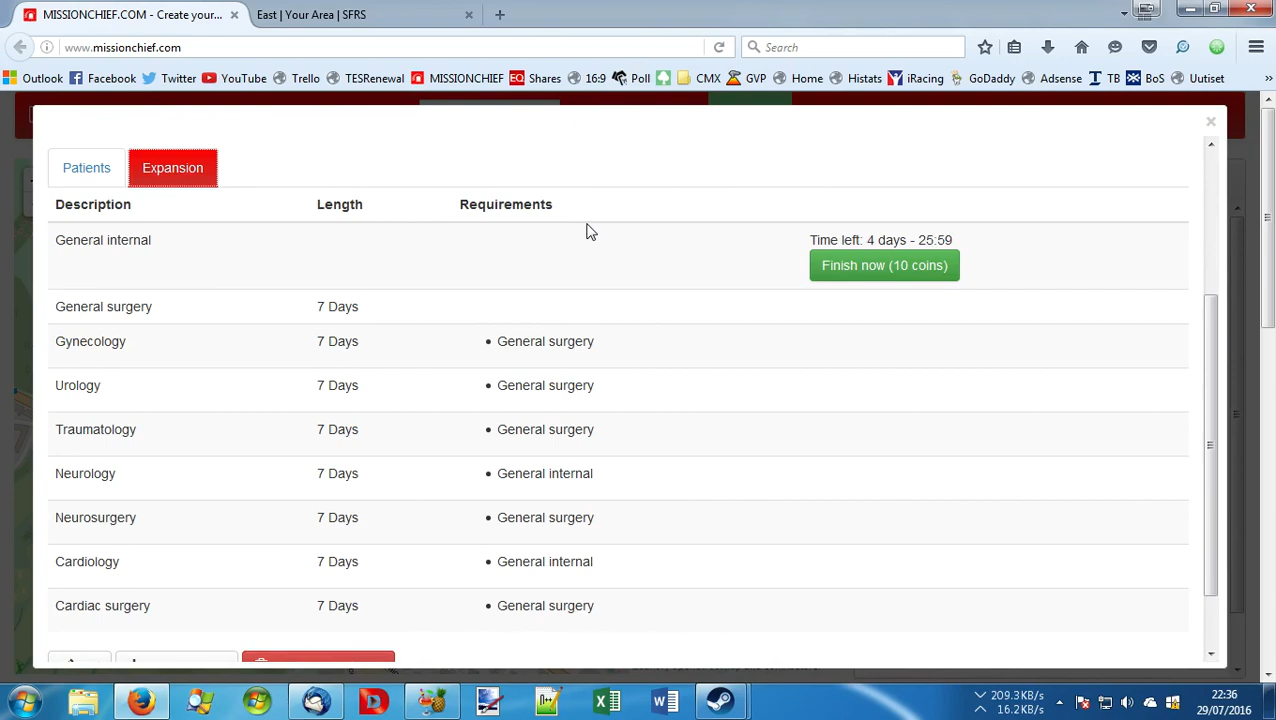 MISSIONCHIEF.COM - Create your...
East | Your Area | SFRS
www.missionchief.com
Search
Outlook Facebook Twitter YouTube Trello TESRenewal MISSIONCHIEF Shares 16:9 Poll CMX GVP Home Histats iRacing GoDaddy Adsense TB BoS Uutiset
Patients Expansion
Description Length Requirements
General internal Time left: 4 days - 25:59
Finish now (10 coins)
General surgery 7 Days
Gynecology 7 Days • General surgery
Urology 7 Days • General surgery
Traumatology 7 Days • General surgery
Neurology 7 Days • General internal
Neurosurgery 7 Days • General surgery
Cardiology 7 Days • General internal
Cardiac surgery 7 Days • General surgery
209.3KB/s 22:36
16.2KB/s 29/07/2016